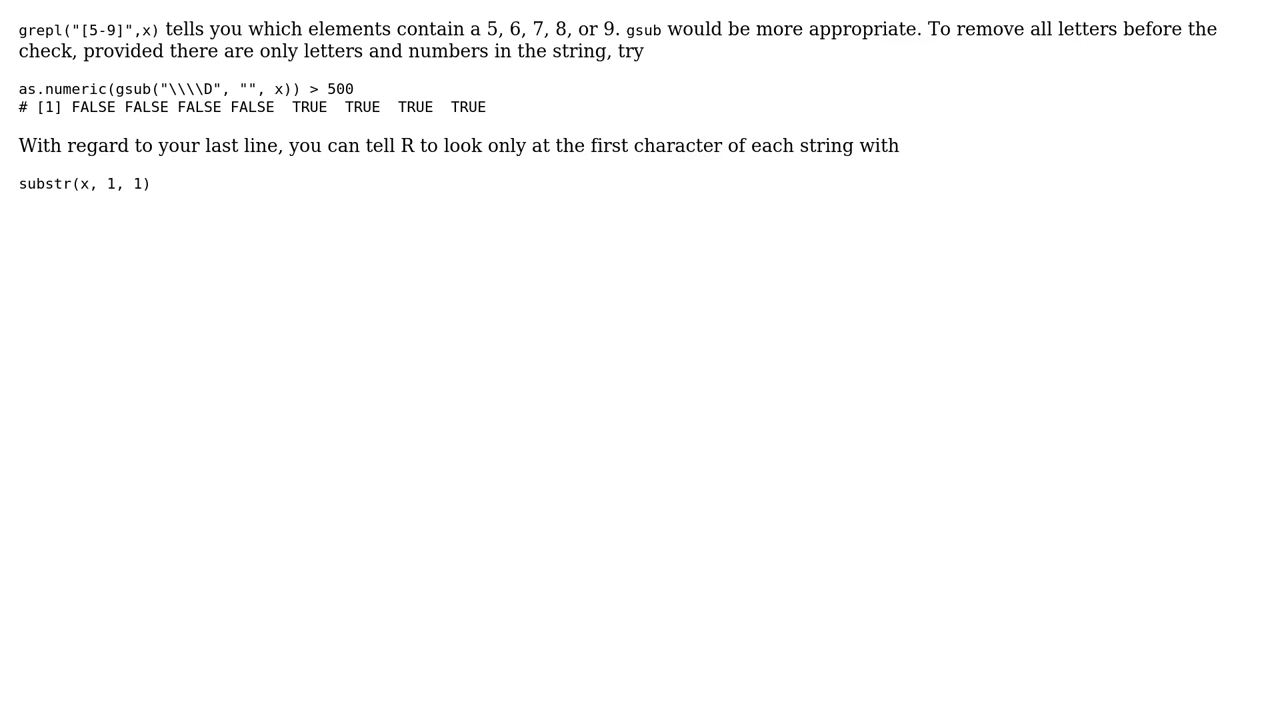 grepl("[5-9]",x) tells you which elements contain a 5, 6, 7, 8, or 9. gsub would be more appropriate. To remove all letters before the
check, provided there are only letters and numbers in the string, try
as.numeric(gsub("\\\\D", "", x)) > 500
# [1] FALSE FALSE FALSE FALSE  TRUE  TRUE  TRUE  TRUE
With regard to your last line, you can tell R to look only at the first character of each string with
substr(x, 1, 1)